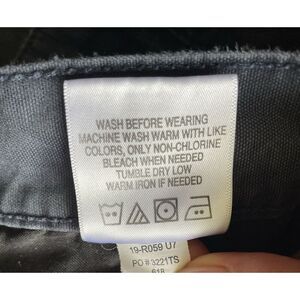 WASH BEFORE WEARING
MACHINE WASH WARM WITH LIKE
COLORS, ONLY NON-CHLORINE
BLEACH WHEN NEEDED
TUMBLE DRY LOW
WARM IRON IF NEEDED
19-R059 U7
PO # 3221TS
618